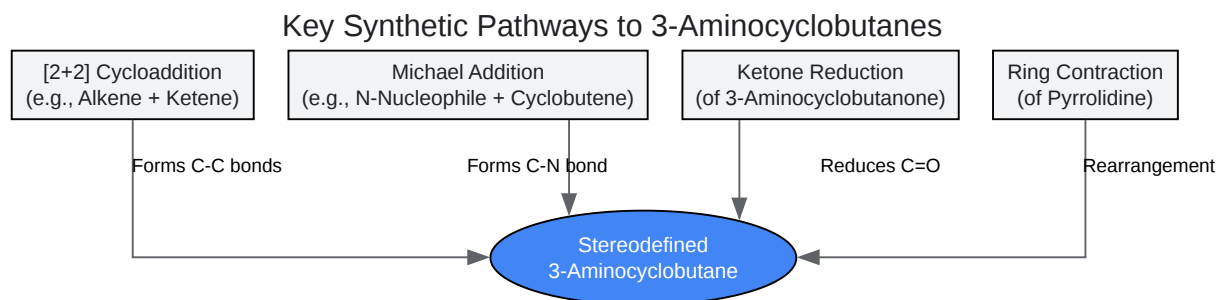 Key Synthetic Pathways to 3-Aminocyclobutanes
[2+2] Cycloaddition
(e.g., Alkene + Ketene)
Michael Addition
(e.g., N-Nucleophile + Cyclobutene)
Ketone Reduction
(of 3-Aminocyclobutanone)
Ring Contraction
(of Pyrrolidine)
Forms C-C bonds
Forms C-N bond
Reduces C=O
Rearrangement
Stereodefined
3-Aminocyclobutane